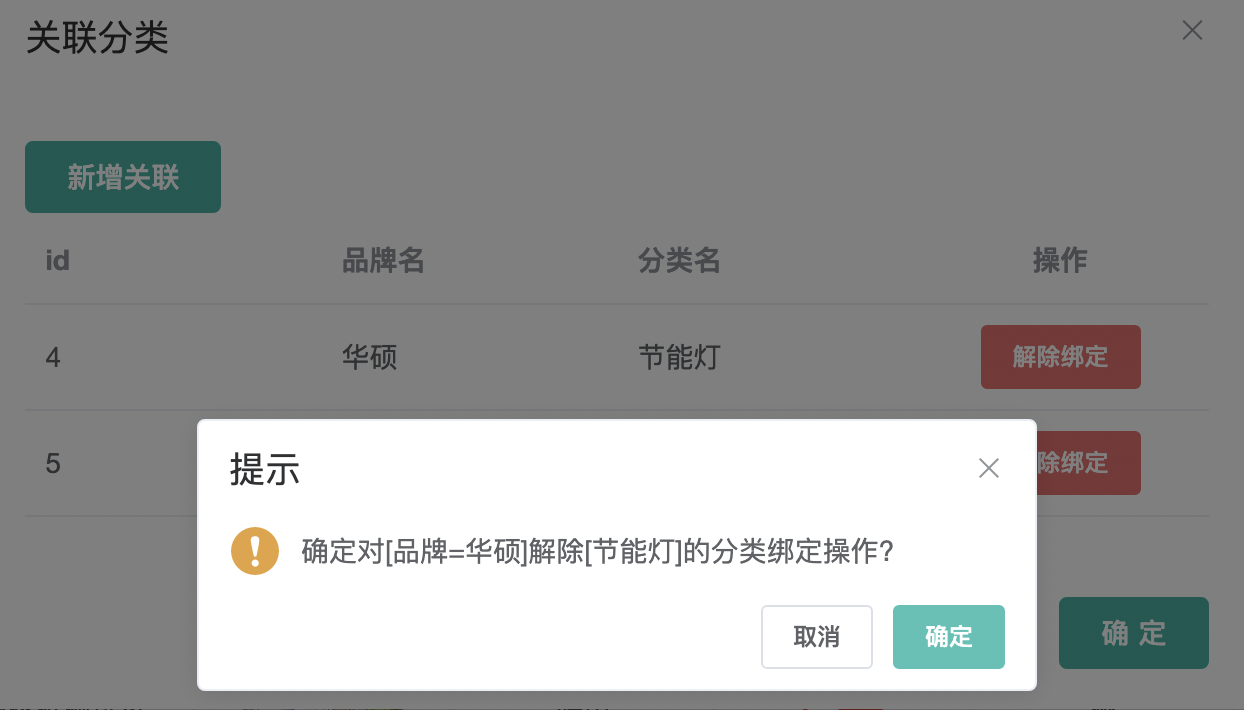 关联分类
新增关联
id 品牌名 分类名 操作
4 华硕 节能灯 解除绑定
5 除绑定
提示
确定对[品牌=华硕]解除[节能灯]的分类绑定操作?
取消 确定
确 定